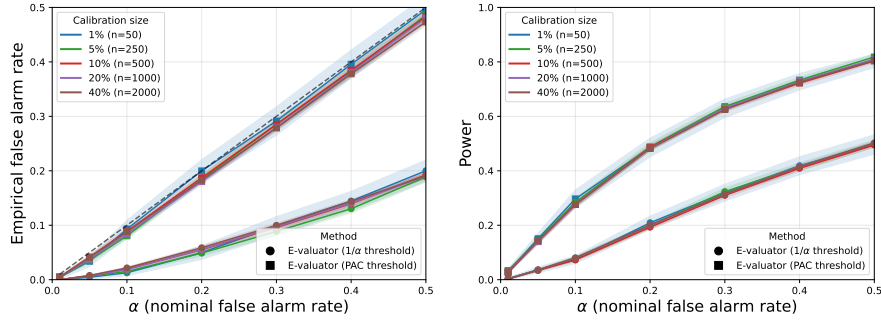 Empirical false alarm rate
0.5
0.4
0.3
0.2
0.1
0.0
Calibration size
1% (n=50)
5% (n=250)
10% (n=500)
20% (n=1000)
40% (n=2000)
Method
E-valuator (1/α threshold)
E-valuator (PAC threshold)
0.0 0.1 0.2 0.3 0.4 0.5
α (nominal false alarm rate)
Power
1.0
0.8
0.6
0.4
0.2
0.0
Calibration size
1% (n=50)
5% (n=250)
10% (n=500)
20% (n=1000)
40% (n=2000)
Method
E-valuator (1/α threshold)
E-valuator (PAC threshold)
0.0 0.1 0.2 0.3 0.4 0.5
α (nominal false alarm rate)